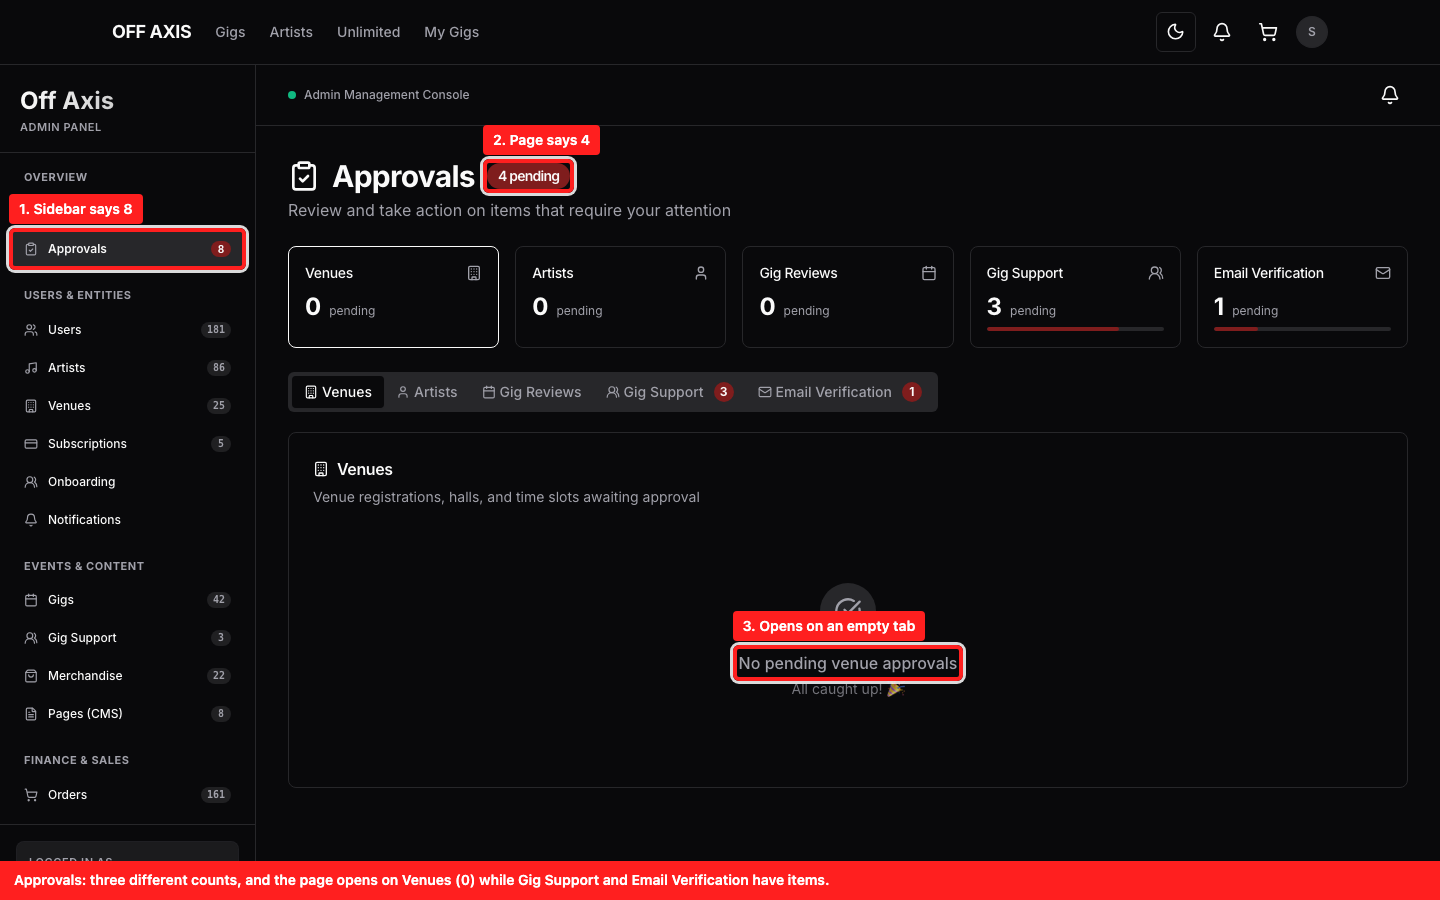 OFF AXIS Gigs Artists Unlimited My Gigs S
Off Axis
ADMIN PANEL
OVERVIEW
1. Sidebar says 8
Approvals 8
USERS & ENTITIES
Users 181
Artists 86
Venues 25
Subscriptions 5
Onboarding
Notifications
EVENTS & CONTENT
Gigs 42
Gig Support 3
Merchandise 22
Pages (CMS) 8
FINANCE & SALES
Orders 161
LOGGED IN AS
Admin Management Console
2. Page says 4
Approvals 4 pending
Review and take action on items that require your attention
Venues
0 pending
Artists
0 pending
Gig Reviews
0 pending
Gig Support
3 pending
Email Verification
1 pending
Venues Artists Gig Reviews Gig Support 3 Email Verification 1
Venues
Venue registrations, halls, and time slots awaiting approval
3. Opens on an empty tab
No pending venue approvals
All caught up! 🎉
Approvals: three different counts, and the page opens on Venues (0) while Gig Support and Email Verification have items.